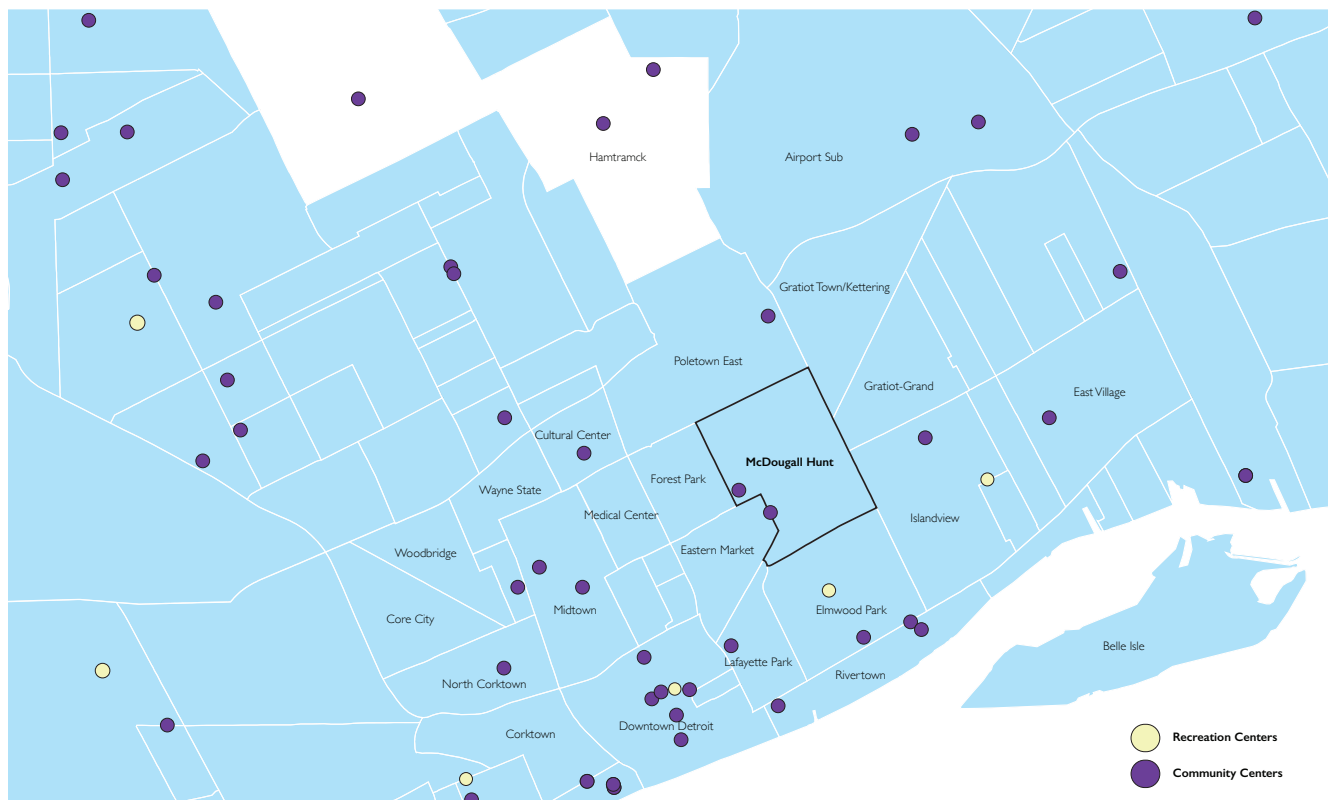 Hamtramck
Airport Sub
Gratiot Town/Kettering
Poletown East
Gratiot-Grand
East Village
Cultural Center
McDougall Hunt
Forest Park
Wayne State
Medical Center
Islandview
Eastern Market
Woodbridge
Midtown
Elmwood Park
Core City
Belle Isle
Lafayette Park
Rivertown
North Corktown
Downtown Detroit
Corktown
Recreation Centers
Community Centers